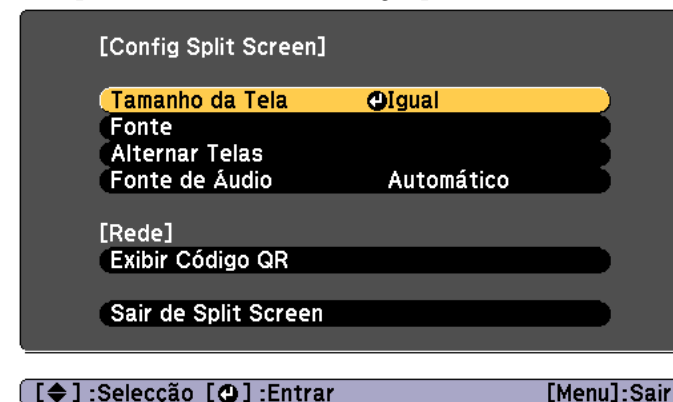 [Config Split Screen]
Tamanho da Tela Igual
Fonte
Alternar Telas
Fonte de Áudio Automático
[Rede]
Exibir Código QR
Sair de Split Screen
[◆] :Selecção [↵] :Entrar [Menu]:Sair